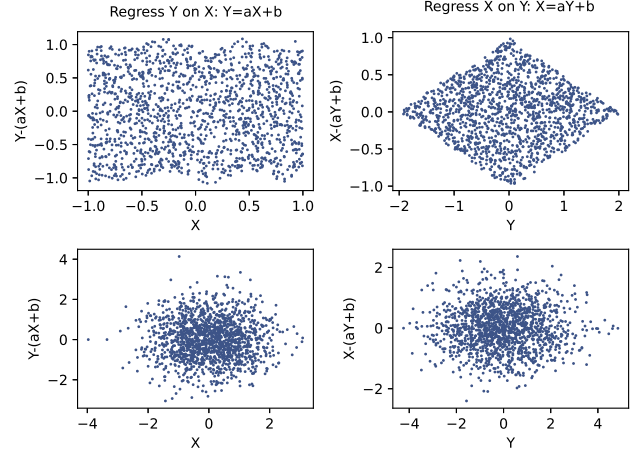 Regress Y on X: Y=aX+b
Regress X on Y: X=aY+b
Y-(aX+b)
1.0
0.5
0.0
−0.5
−1.0
−1.0 −0.5 0.0 0.5 1.0
X
X-(aY+b)
1.0
0.5
0.0
−0.5
−1.0
−2 −1 0 1 2
Y
Y-(aX+b)
4
2
0
−2
−4 −2 0 2
X
X-(aY+b)
2
0
−2
−4 −2 0 2 4
Y